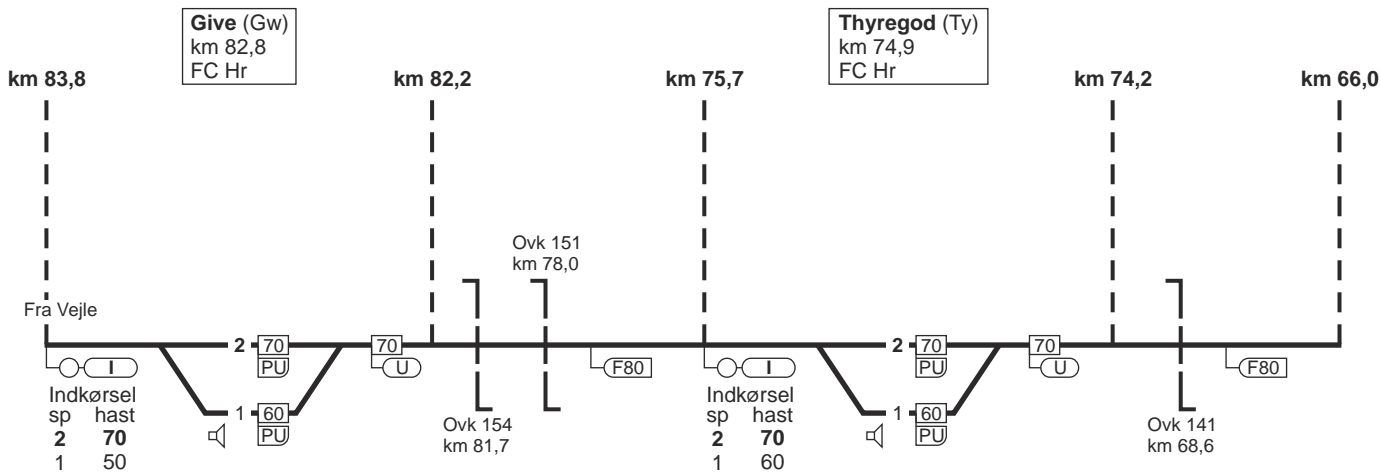 Give (Gw)
km 82,8
FC Hr
Thyregod (Ty)
km 74,9
FC Hr
km 83,8
km 82,2
km 75,7
km 74,2
km 66,0
Ovk 151
km 78,0
Fra Vejle
2 70
PU
70
U
F80
2 70
PU
70
U
F80
I
Indkørsel
sp hast
2 70
1 50
1 60
PU
Ovk 154
km 81,7
I
Indkørsel
sp hast
2 70
1 60
1 60
PU
Ovk 141
km 68,6